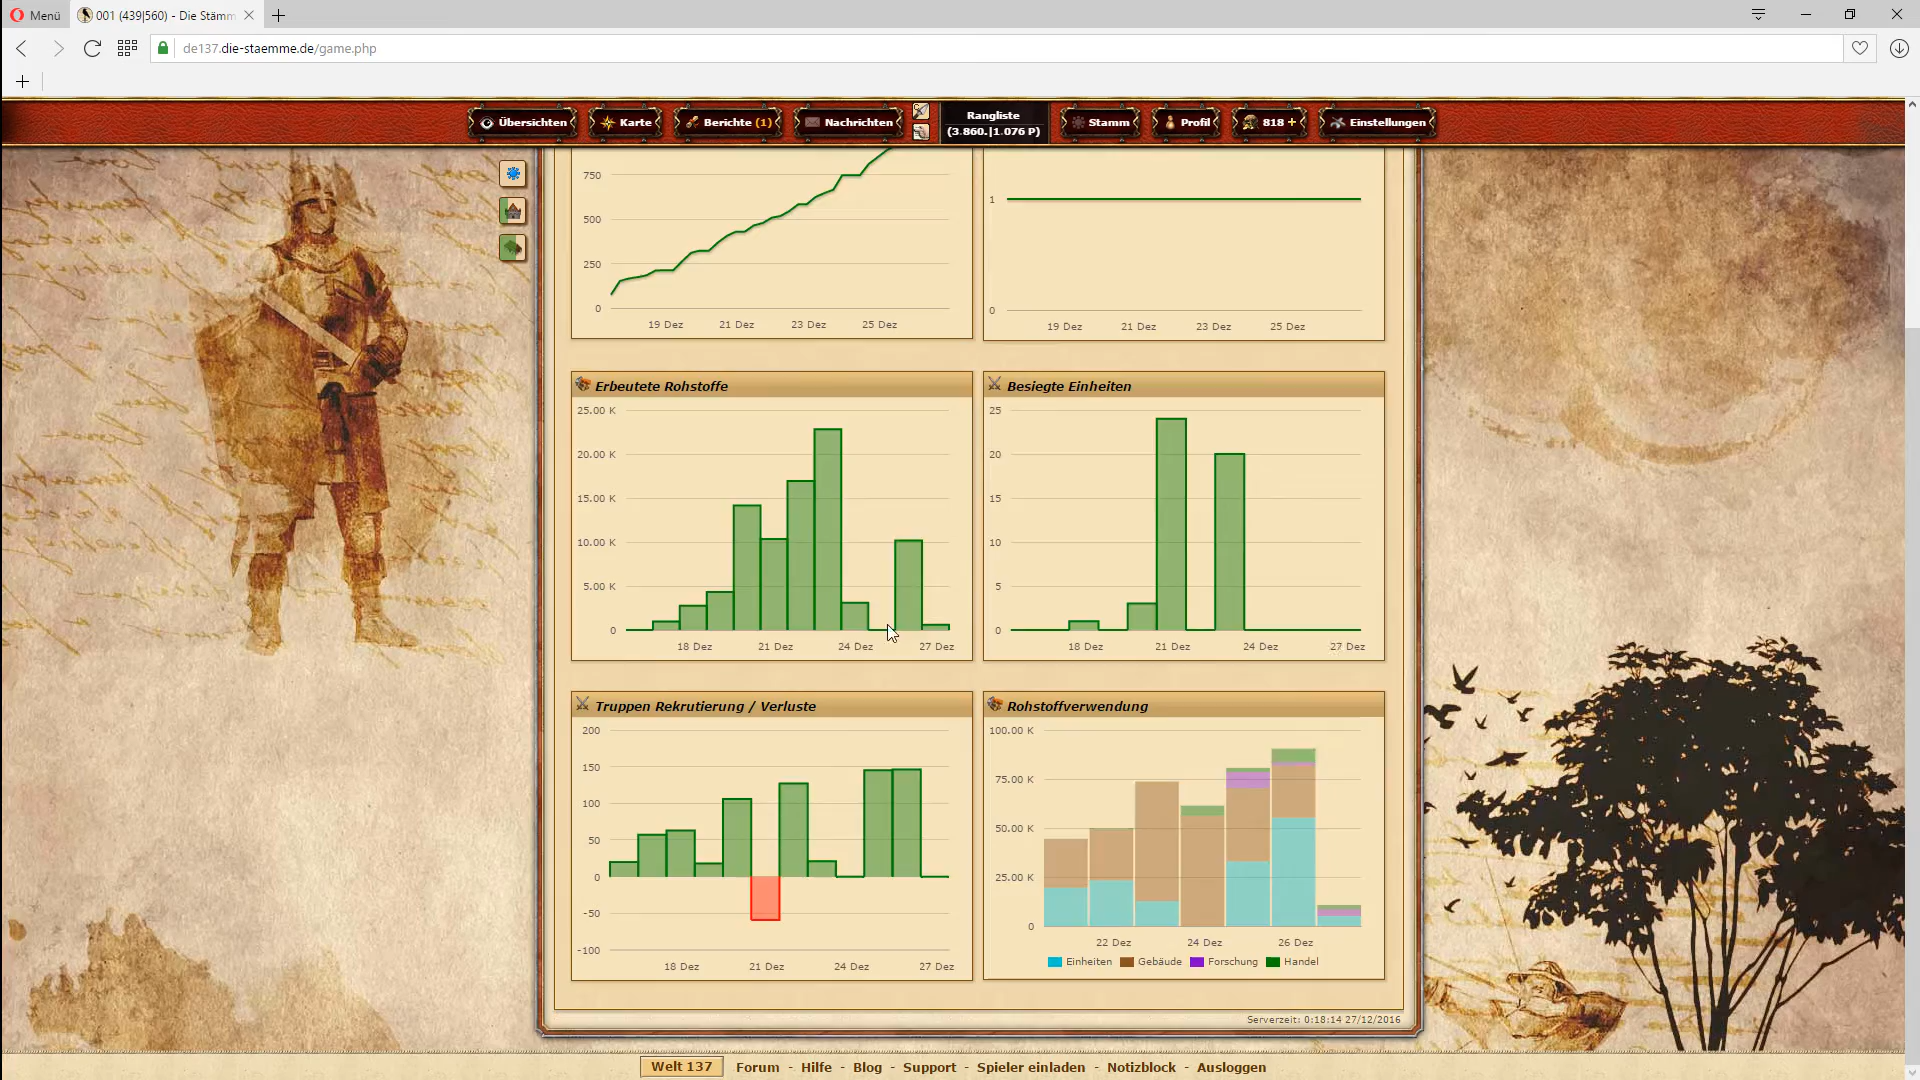 Menü
001 (439|560) - Die Stämm
de137.die-staemme.de/game.php
Übersichten
Karte
Berichte (1)
Nachrichten
Rangliste
(3.860.|1.076 P)
Stamm
Profil
818 +
Einstellungen
750
500
250
0
19 Dez 21 Dez 23 Dez 25 Dez
1
0
19 Dez 21 Dez 23 Dez 25 Dez
Erbeutete Rohstoffe
25.00 K
20.00 K
15.00 K
10.00 K
5.00 K
0
18 Dez 21 Dez 24 Dez 27 Dez
Besiegte Einheiten
25
20
15
10
5
0
18 Dez 21 Dez 24 Dez 27 Dez
Truppen Rekrutierung / Verluste
200
150
100
50
0
-50
-100
18 Dez 21 Dez 24 Dez 27 Dez
Rohstoffverwendung
100.00 K
75.00 K
50.00 K
25.00 K
0
22 Dez 24 Dez 26 Dez
Einheiten Gebäude Forschung Handel
Serverzeit: 0:18:14 27/12/2016
Welt 137 Forum - Hilfe - Blog - Support - Spieler einladen - Notizblock - Ausloggen